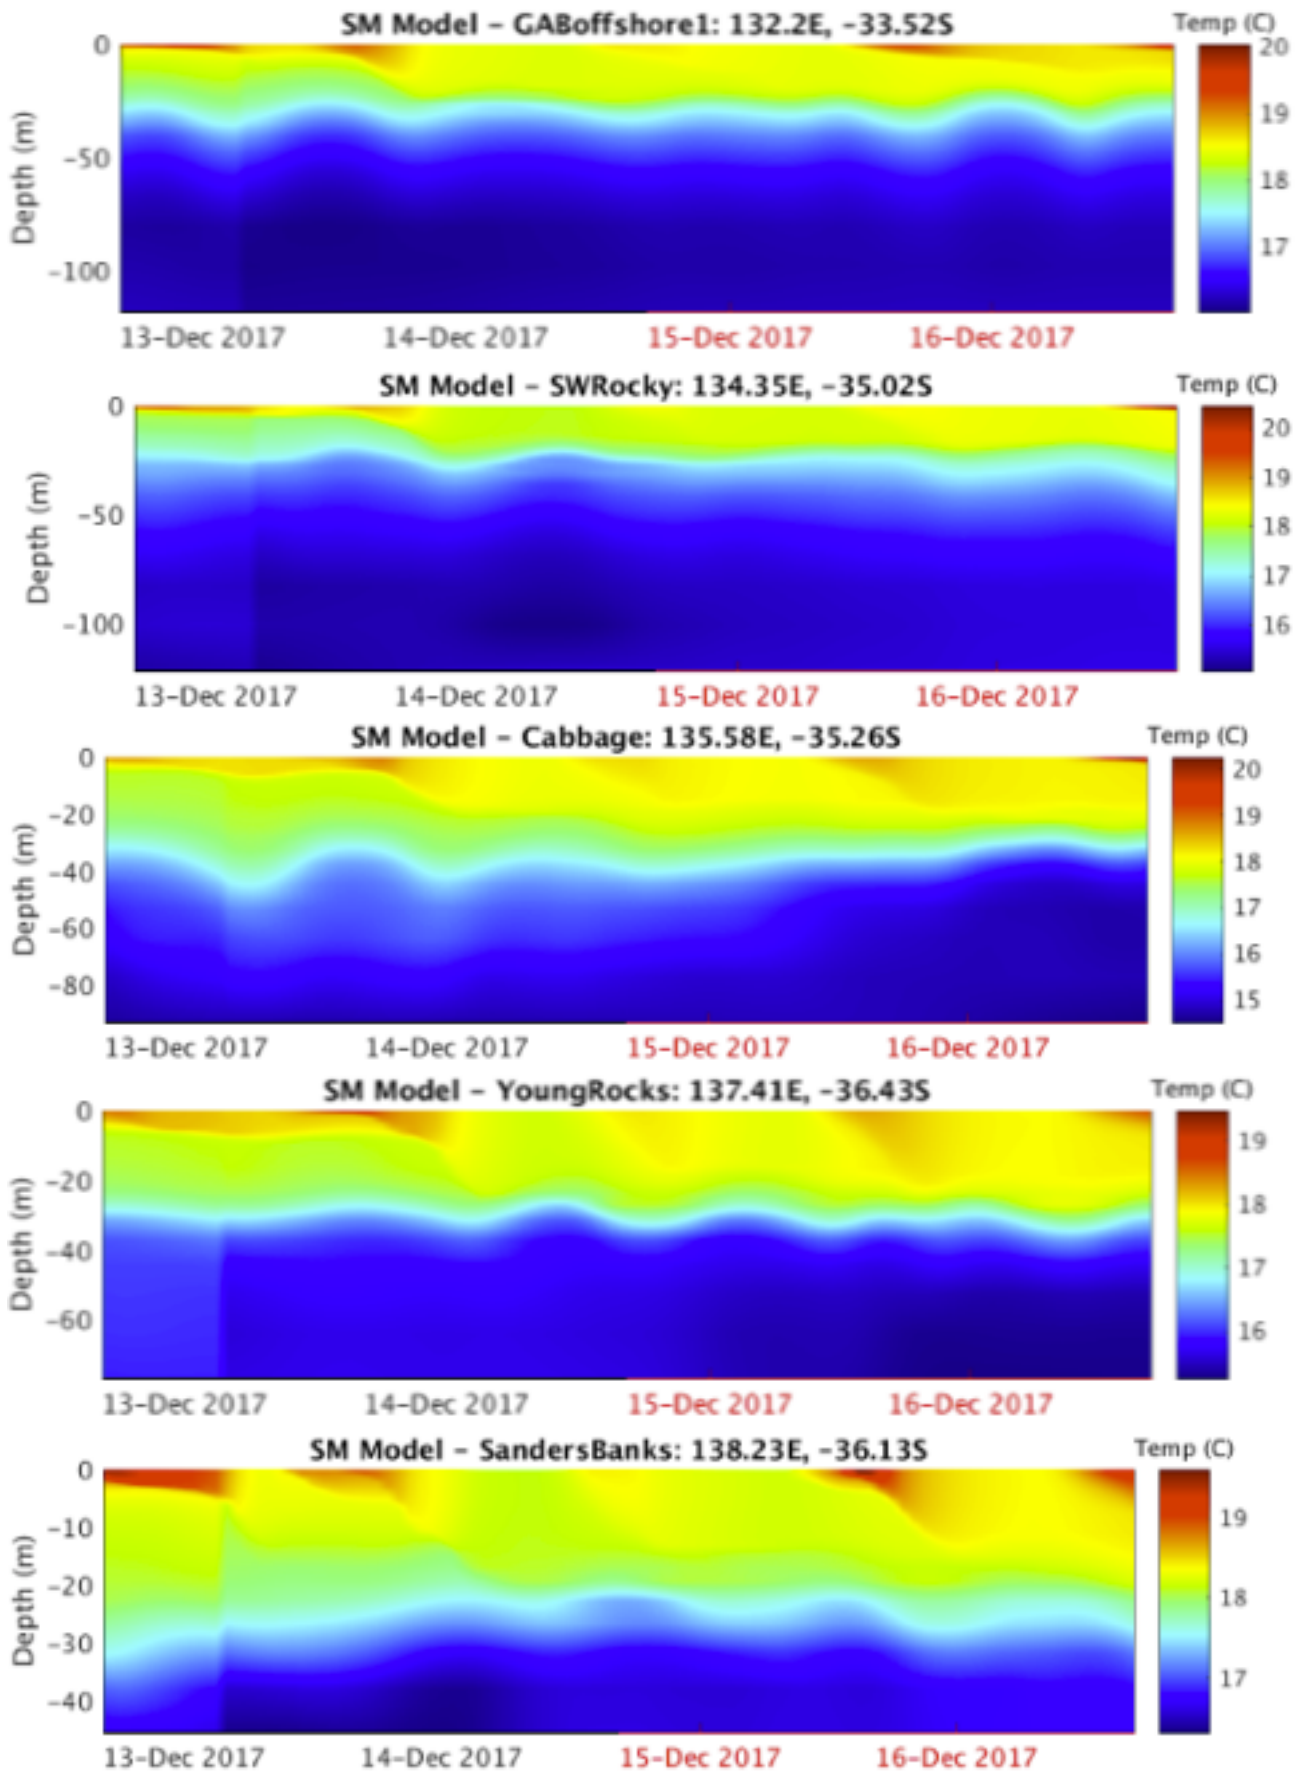 SM Model – GABoffshore1: 132.2E, –33.52S
Temp (C)
Depth (m)
0
–50
–100
20
19
18
17
13–Dec 2017 14–Dec 2017 15–Dec 2017 16–Dec 2017
SM Model – SWRocky: 134.35E, –35.02S
Temp (C)
Depth (m)
0
–50
–100
20
19
18
17
16
13–Dec 2017 14–Dec 2017 15–Dec 2017 16–Dec 2017
SM Model – Cabbage: 135.58E, –35.26S
Temp (C)
Depth (m)
0
–20
–40
–60
–80
20
19
18
17
16
15
13–Dec 2017 14–Dec 2017 15–Dec 2017 16–Dec 2017
SM Model – YoungRocks: 137.41E, –36.43S
Temp (C)
Depth (m)
0
–20
–40
–60
19
18
17
16
13–Dec 2017 14–Dec 2017 15–Dec 2017 16–Dec 2017
SM Model – SandersBanks: 138.23E, –36.13S
Temp (C)
Depth (m)
0
–10
–20
–30
–40
19
18
17
13–Dec 2017 14–Dec 2017 15–Dec 2017 16–Dec 2017